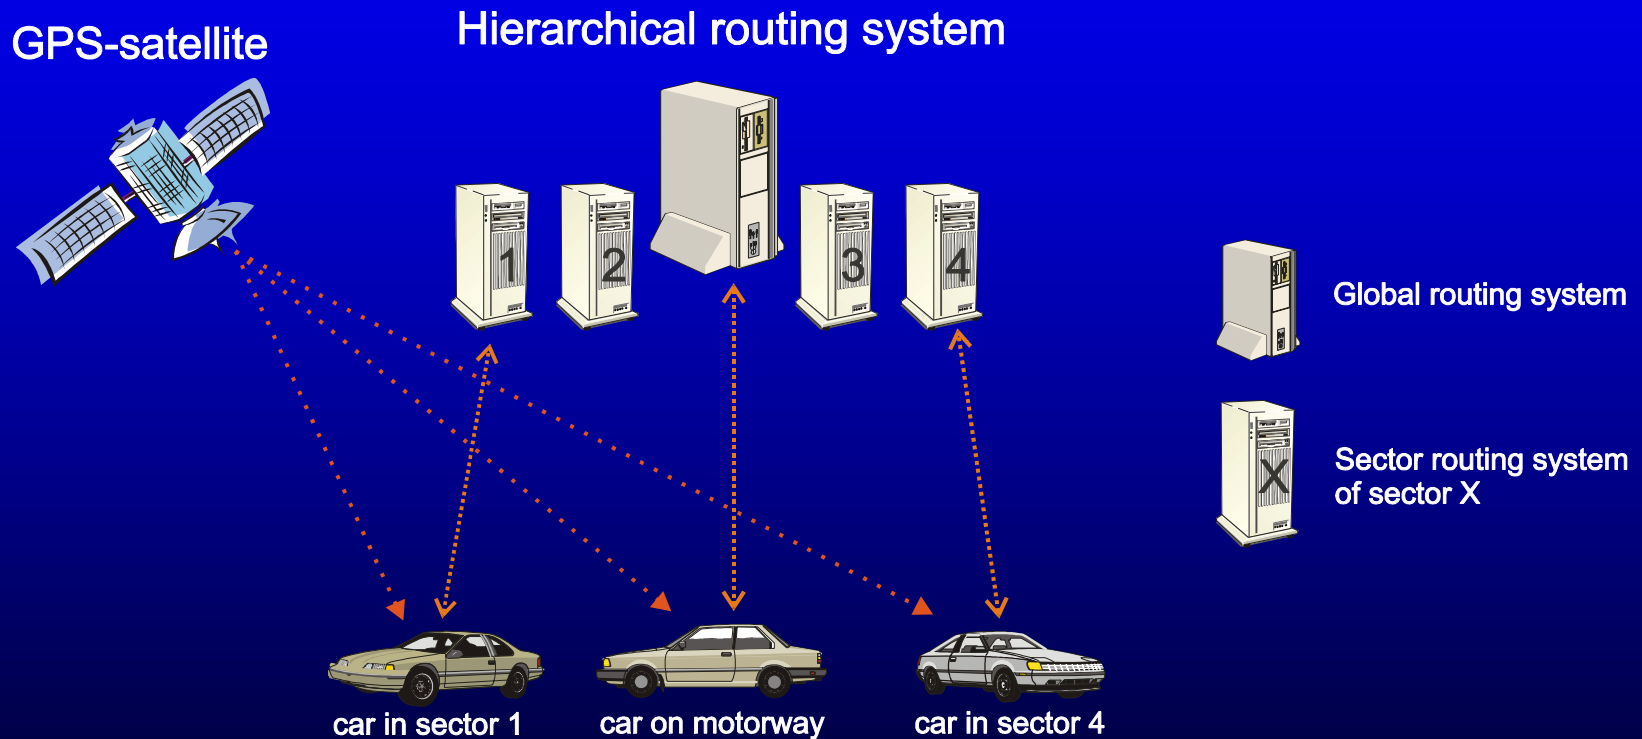 GPS-satellite
Hierarchical routing system
1
2
3
4
Global routing system
X
Sector routing system
of sector X
car in sector 1
car on motorway
car in sector 4